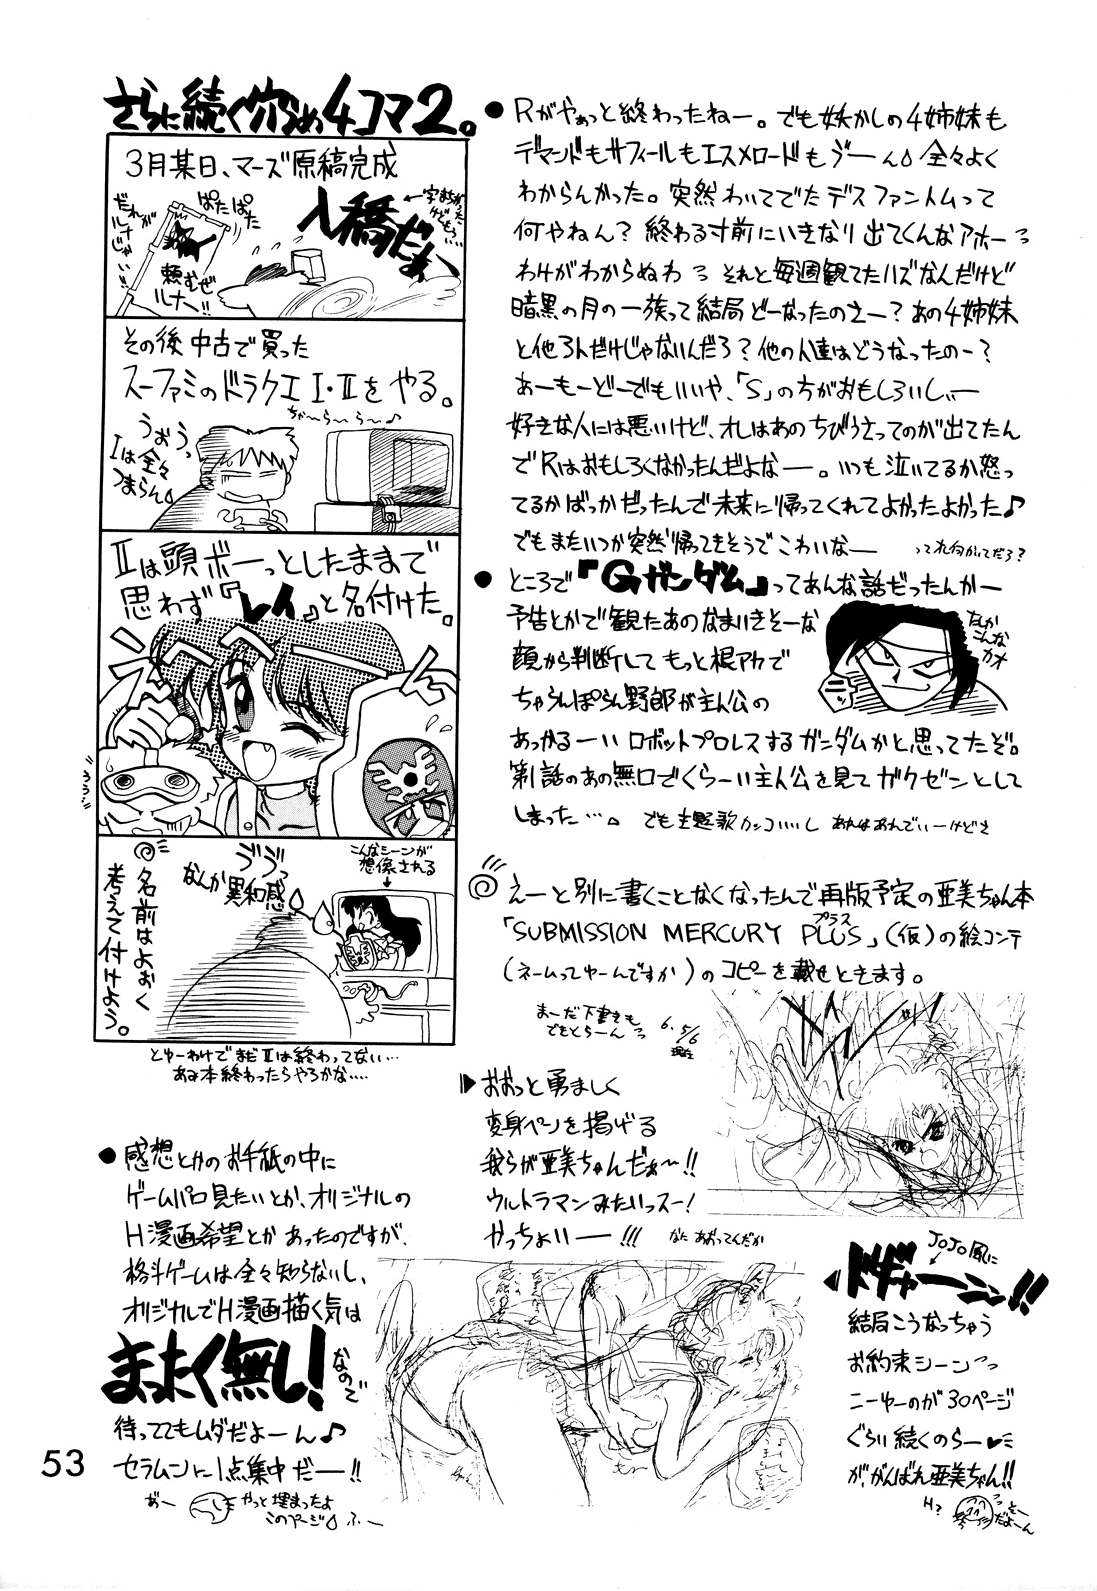 さらに続く穴うめ4コマ2。
3月某日、マーズ原稿完成
入稿だぁ〜
ぱたぱた
だれが
ルナじゃい
頼むぜ
ルナー!!
その後中古で買った
スーファミのドラクエⅠ・Ⅱをやる。
ちゃ〜ら〜ら〜♪
うぉぅっ
Ⅰは全々
つまらん
Ⅱは頭ボーっとしたままで
思わず『レイ』と名付けた。
こんなシーンが
想像される
なんか異和感
◎名前はよぉく
考えて付けよう。
とゆーわけでまだⅡは終わってない…
あみ本終わったらやろかな….
●感想とかのお手紙の中に
ゲームパロ見たいとか、オリジナルの
H漫画希望とかあったのですが、
格斗ゲームは全々知らないし、
オリジナルでH漫画描く気は
まったく無し!なので
待っててもムダだよーん♪
セラムンに1点集中だー!!
おー
やっと埋まったよ
このページ
ふー
53
●Rがやぁっと終わったねー。でも妖かしの4姉妹も
デマンドもサフィールもエスメロードもゔーん 全々よく
わからんかった。突然わいてでたデスファントムって
何やねん?終わる寸前にいきなり出てくんなアホーっ
わけがわからぬわっ それと毎週観てたハズなんだけど
暗黒の月の一族って結局どーなったのさー?あの4姉妹
と他3人だけじゃないんだろ?他の人達はどうなったのー?
あーもーどーでもいいや、「S」の方がおもしろいしぃー
好きな人には悪いけど、オレはあのちびうさってのが出てたん
でRはおもしろくなかったんだよなー。いつも泣いてるか怒っ
てるかばっかだったんで未来に帰ってくれてよかったよかった♪
でもまたいつか突然帰ってきそうでこわいなー
●ところで『Gガンダム』ってあんな話だったんかー
予告とかで観たあのなまいきそーな
顔から判断してもっと根アカで
ちゃらんぽらん野郎が主人公の
あっかるーいロボットプロレスするガンダムかと思ってたぞ。
第1話のあの無口でくらーい主人公を見てガクゼンとして
しまった…。でも主題歌カッコいいし あれはあれでいーけどさ
なんか
こんな
カオ
えーと別に書くことなくなったんで再版予定の亜美ちゃん本
「SUBMISSION MERCURY PLUS」(仮)の絵コンテ
プラス
(ネームってゆーんですか)のコピーを載せときます。
まーだ下書きも
でもとらーんっ
6.5/6
現在
▶おおっと勇ましく
変身ペンを掲げる
我らが亜美ちゃんだぁ〜!!
ウルトラマンみたいっスー!
かっちょいー!!!
なにあおってんだか
JOJO風に
ドギャーーン!!
結局こうなっちゃう
お約束シーンっ
こーゆーのが30ページ
ぐらい続くのらー♥
が、がんばれ亜美ちゃん!!
H?
そー
だよーん